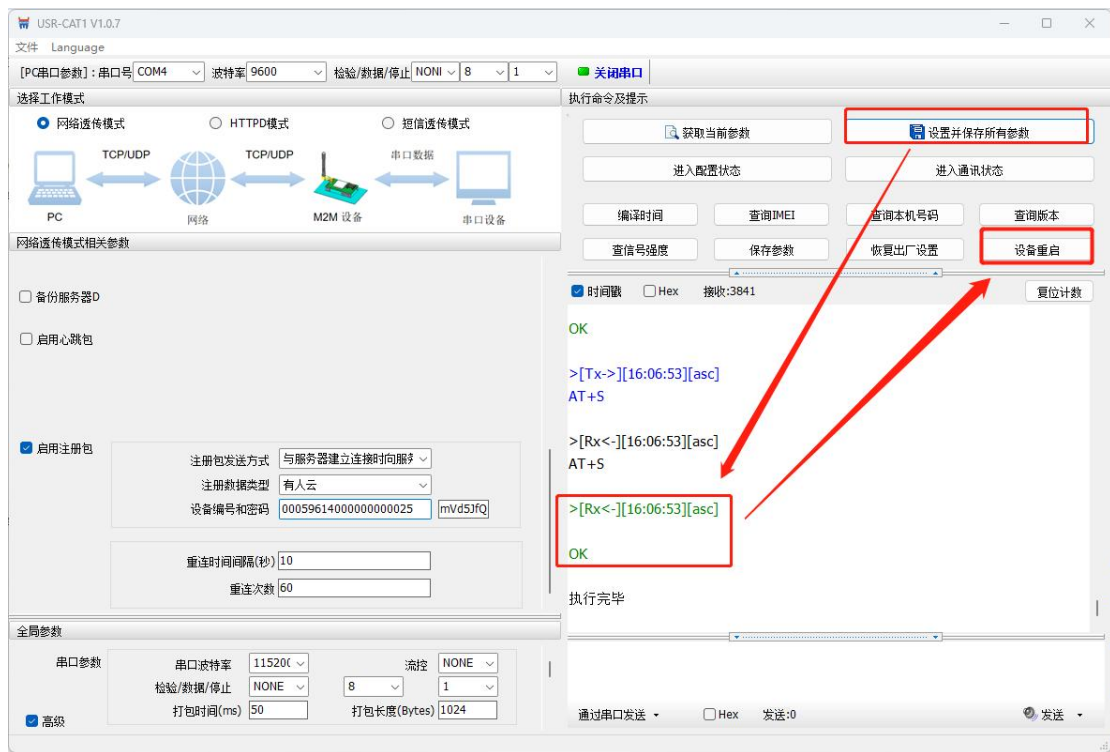 USR-CAT1 V1.0.7
文件 Language
[PC串口参数]：串口号 COM4 波特率 9600 检验/数据/停止 NONI 8 1 关闭串口
选择工作模式
网络透传模式 HTTPD模式 短信透传模式
TCP/UDP TCP/UDP 串口数据
PC 网络 M2M 设备 串口设备
网络透传模式相关参数
备份服务器D
启用心跳包
启用注册包
注册包发送方式 与服务器建立连接时向服务
注册数据类型 有人云
设备编号和密码 00059614000000000025 mVd5JfQ
重连时间间隔(秒) 10
重连次数 60
全局参数
串口参数 串口波特率 11520( 流控 NONE
检验/数据/停止 NONE 8 1
打包时间(ms) 50 打包长度(Bytes) 1024
高级
执行命令及提示
获取当前参数 设置并保存所有参数
进入配置状态 进入通讯状态
编译时间 查询IMEI 查询本机号码 查询版本
查信号强度 保存参数 恢复出厂设置 设备重启
时间戳 Hex 接收:3841 复位计数
OK
>[Tx->][16:06:53][asc]
AT+S
>[Rx<-][16:06:53][asc]
AT+S
>[Rx<-][16:06:53][asc]
OK
执行完毕
通过串口发送 Hex 发送:0 发送